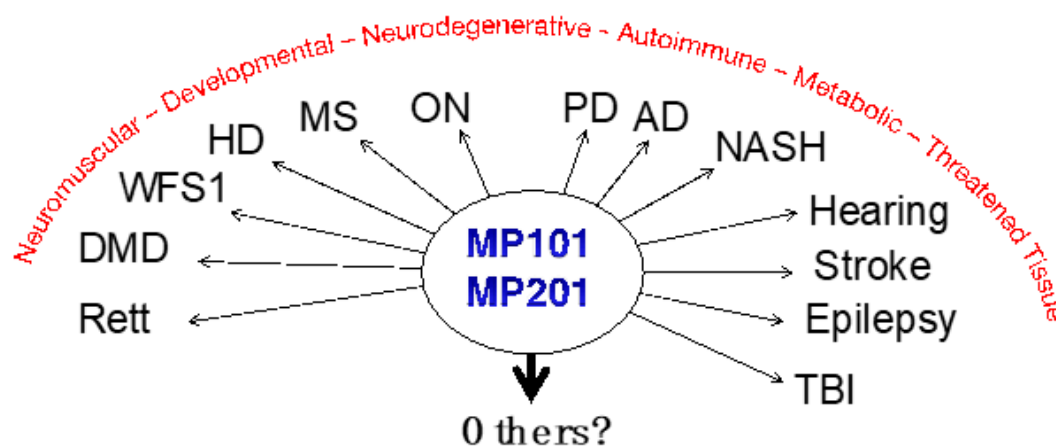 Neuromuscular – Developmental – Neurodegenerative - Autoimmune – Metabolic – Threatened Tissue
ON
PD
MS
AD
HD
NASH
WFS1
Hearing
DMD
MP101
MP201
Stroke
Rett
Epilepsy
TBI
0 thers?